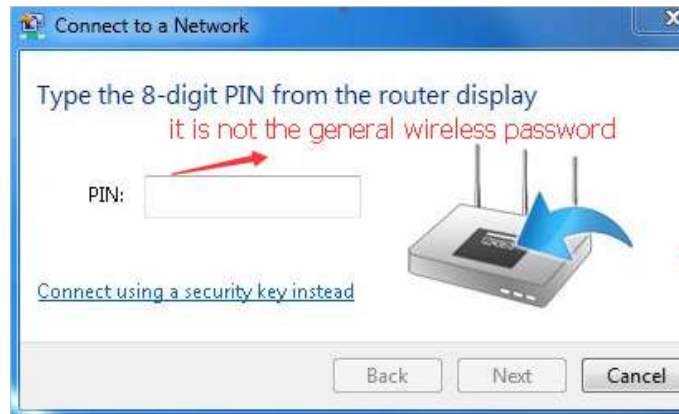 Connect to a Network
Type the 8-digit PIN from the router display
it is not the general wireless password
PIN:
Connect using a security key instead
Back Next Cancel